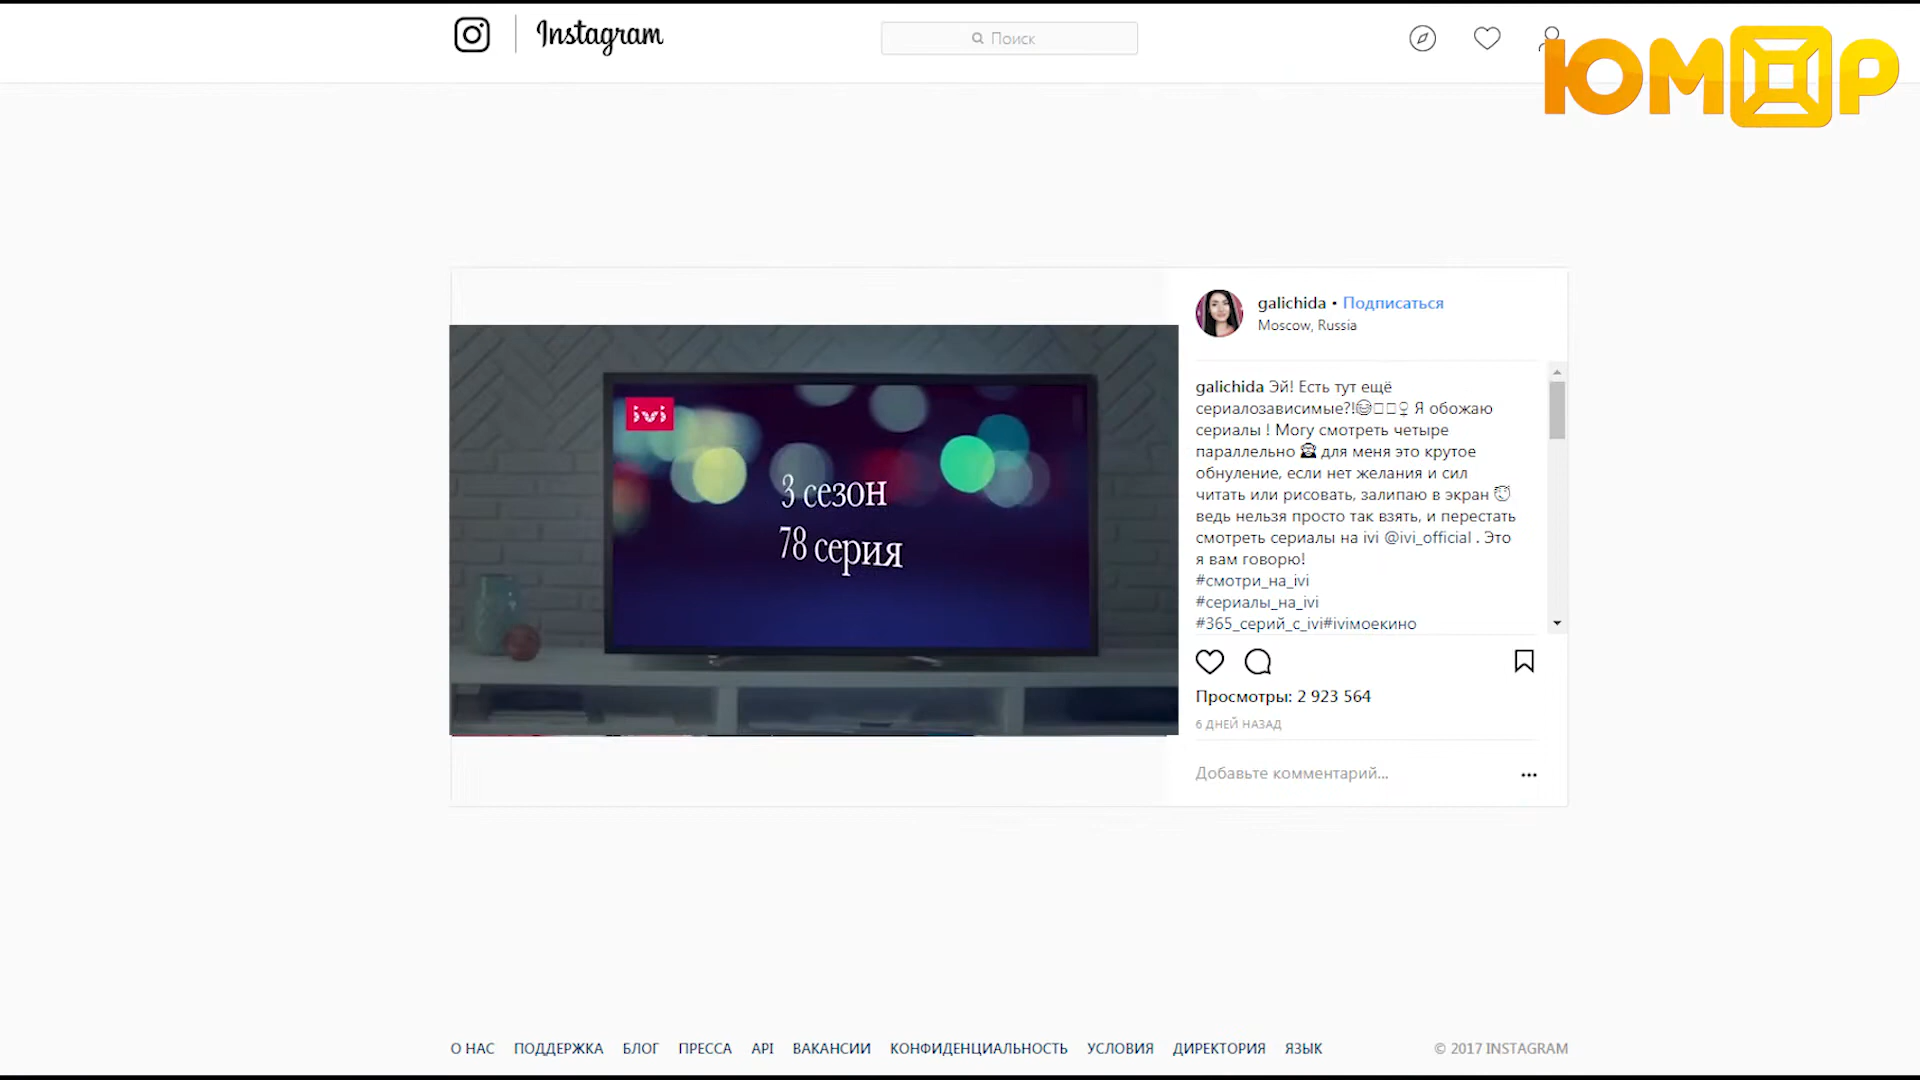 Instagram
Поиск
ЮМОР
ivi
3 сезон
78 серия
galichida • Подписаться
Moscow, Russia
galichida Эй! Есть тут ещё
сериалозависимые?! Я обожаю
сериалы ! Могу смотреть четыре
параллельно для меня это крутое
обнуление, если нет желания и сил
читать или рисовать, залипаю в экран
ведь нельзя просто так взять, и перестать
смотреть сериалы на ivi @ivi_official . Это
я вам говорю!
#смотри_на_ivi
#сериалы_на_ivi
#365_серий_с_ivi#iviмоекино
Просмотры: 2 923 564
6 ДНЕЙ НАЗАД
Добавьте комментарий...
О НАС ПОДДЕРЖКА БЛОГ ПРЕССА API ВАКАНСИИ КОНФИДЕНЦИАЛЬНОСТЬ УСЛОВИЯ ДИРЕКТОРИЯ ЯЗЫК © 2017 INSTAGRAM